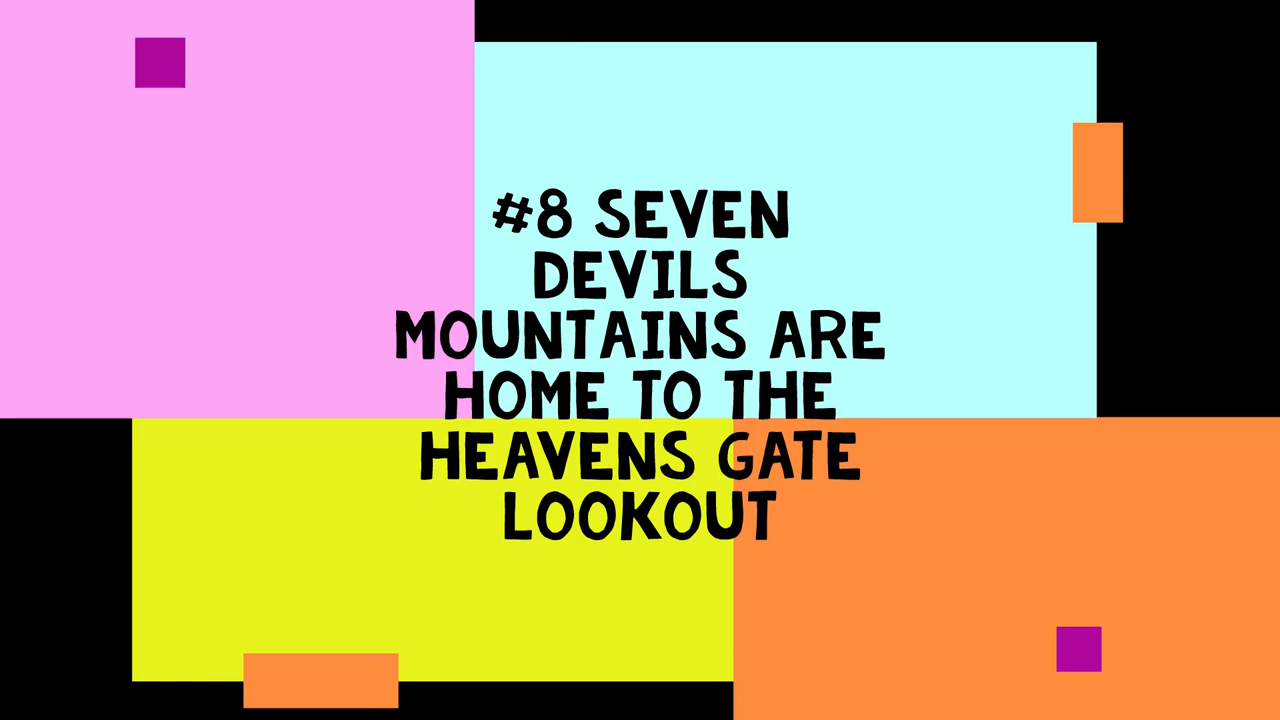 #8 SEVEN
DEVILS
MOUNTAINS ARE
HOME TO THE
HEAVENS GATE
LOOKOUT